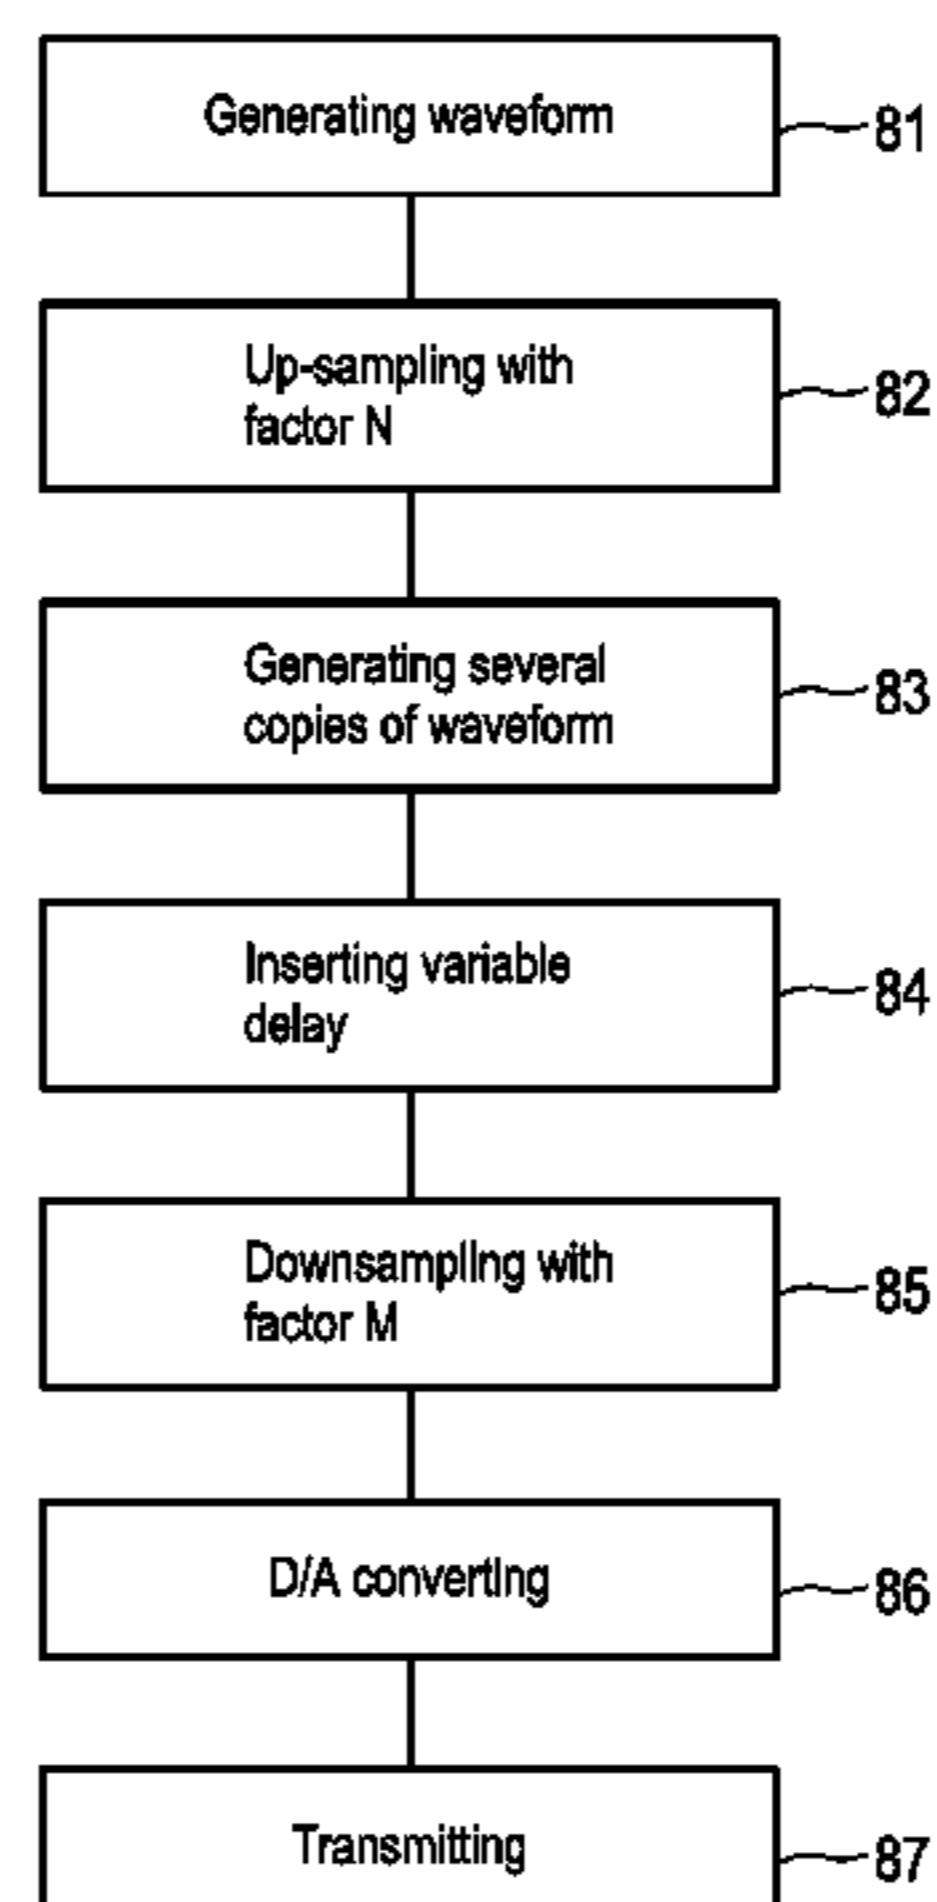 Generating waveform
81
Up-sampling with
factor N
82
Generating several
copies of waveform
83
Inserting variable
delay
84
Downsampling with
factor M
85
D/A converting
86
Transmitting
87